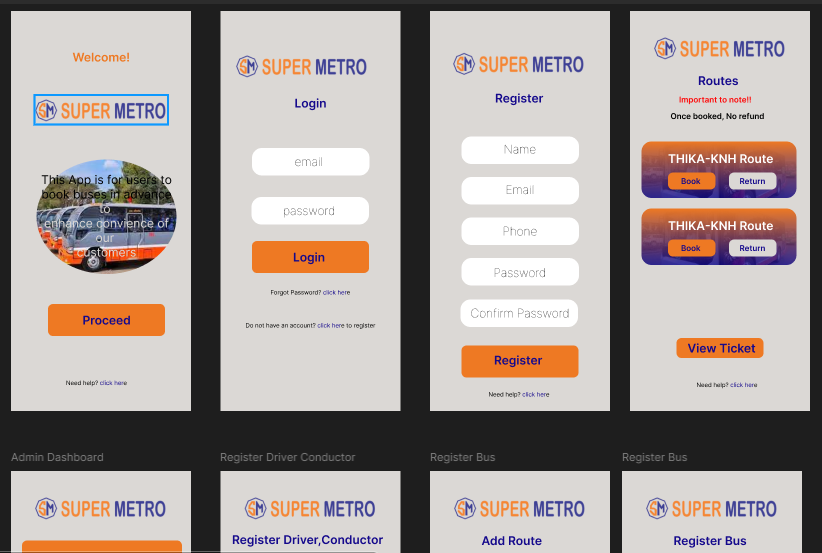 Welcome!
SM SUPER METRO
This App is for users to
book buses in advance
to
enhance convience of
our
customers
Proceed
Need help? click here
SM SUPER METRO
Login
email
password
Login
Forgot Password? click here
Do not have an account? click here to register
SM SUPER METRO
Register
Name
Email
Phone
Password
Confirm Password
Register
Need help? click here
SM SUPER METRO
Routes
Important to note!!
Once booked, No refund
THIKA-KNH Route
Book
Return
THIKA-KNH Route
Book
Return
View Ticket
Need help? click here
Admin Dashboard
SM SUPER METRO
Register Driver Conductor
SM SUPER METRO
Register Driver,Conductor
Register Bus
SM SUPER METRO
Add Route
Register Bus
SM SUPER METRO
Register Bus